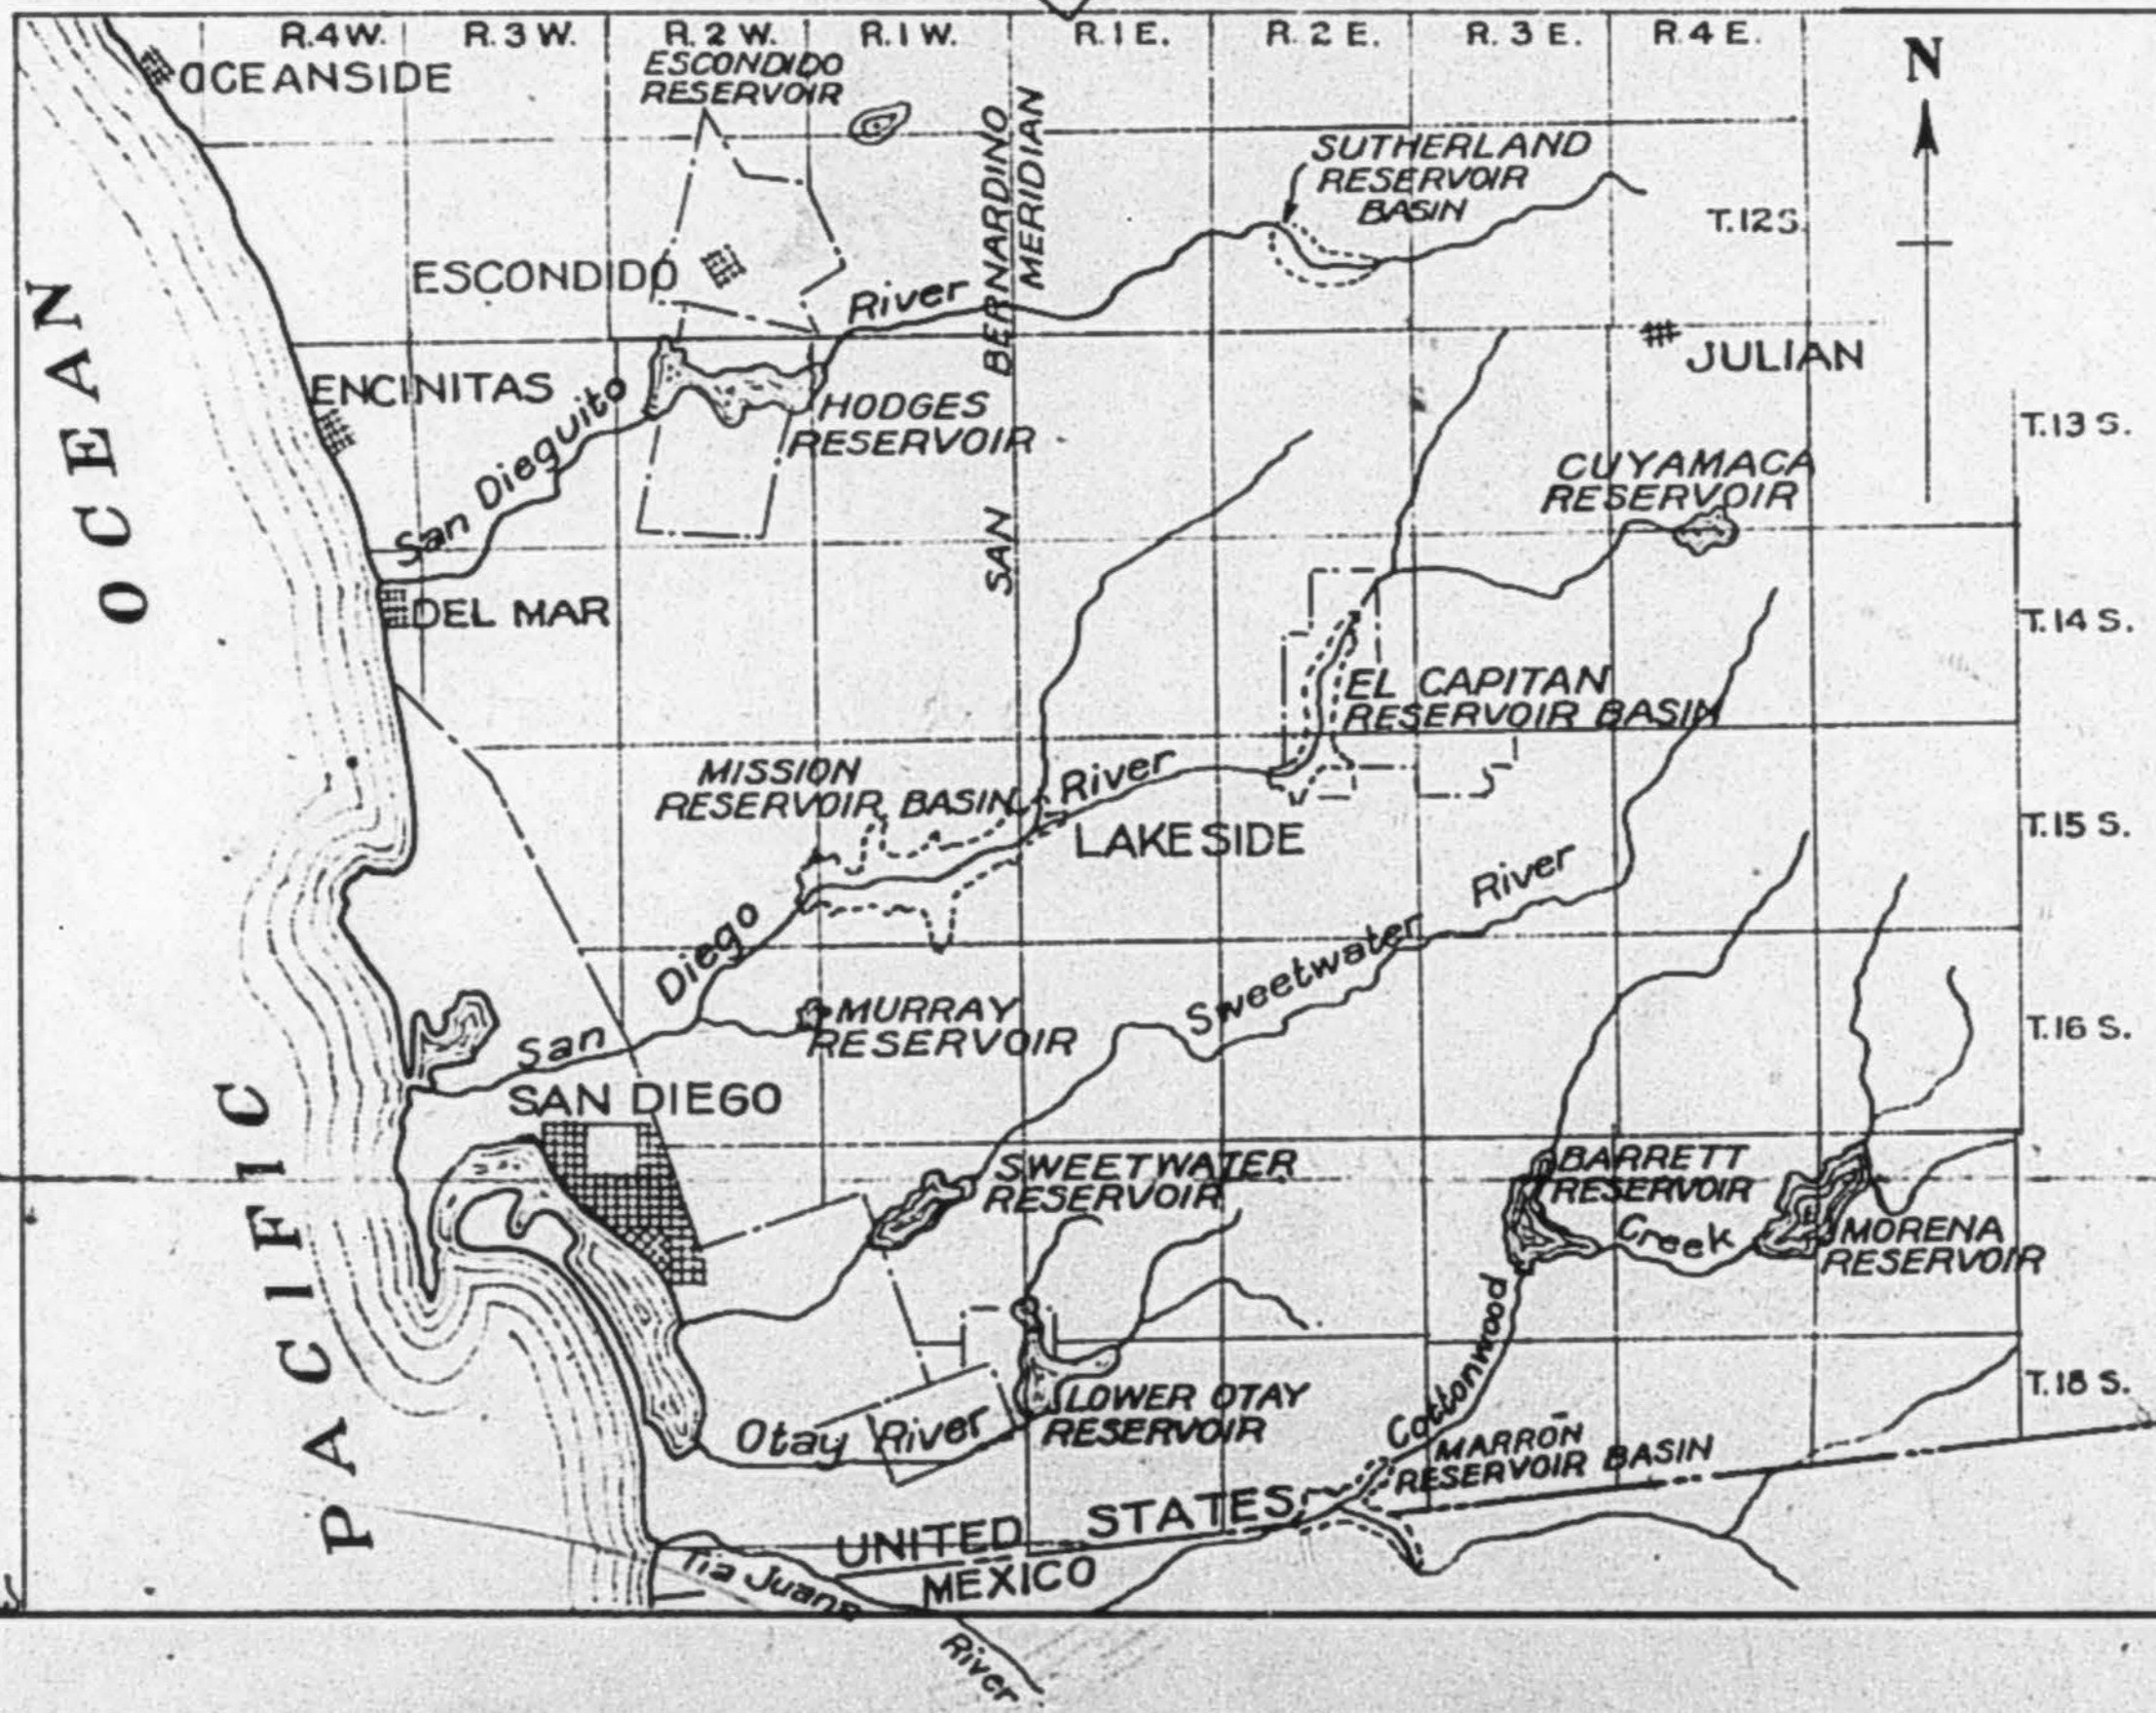 R.4W. R.3W. R.2W. R.1W. R.1E. R.2E. R.3E. R.4E.
N
OCEANSIDE
ESCONDIDO
RESERVOIR
SAN BERNARDINO
MERIDIAN
SUTHERLAND
RESERVOIR
BASIN
T.12S.
ESCONDIDO
River
JULIAN
ENCINITAS
San Dieguito
HODGES
RESERVOIR
T.13 S.
CUYAMACA
RESERVOIR
PACIFIC OCEAN
DEL MAR
T.14 S.
EL CAPITAN
RESERVOIR BASIN
MISSION
RESERVOIR BASIN
River
LAKESIDE
T.15 S.
San Diego
Sweetwater River
MURRAY
RESERVOIR
T.16 S.
SAN DIEGO
SWEETWATER
RESERVOIR
BARRETT
RESERVOIR
Cottonwood Creek
MORENA
RESERVOIR
LOWER OTAY
RESERVOIR
T.18 S.
Otay River
MARRON
RESERVOIR BASIN
UNITED STATES
MEXICO
Tia Juana
River